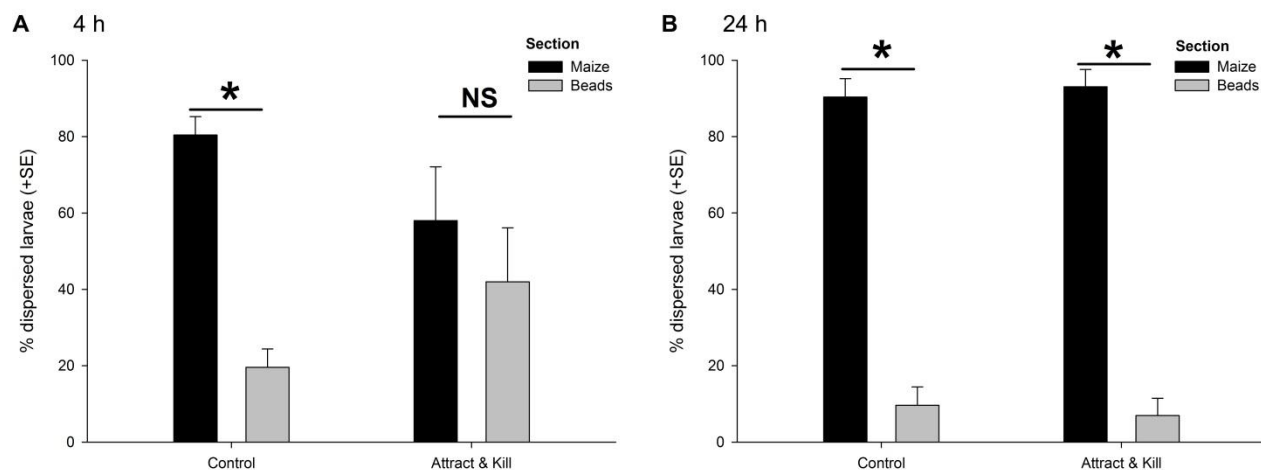 A 4 h
Section
Maize
Beads
% dispersed larvae (+SE)
100
80
60
40
20
0
*
NS
Control
Attract & Kill
B 24 h
Section
Maize
Beads
% dispersed larvae (+SE)
100
80
60
40
20
0
*
*
Control
Attract & Kill